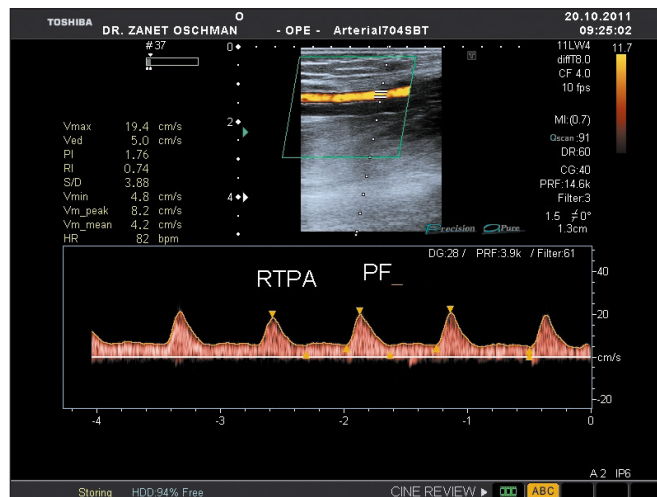 TOSHIBA
DR. ZANET OSCHMAN - OPE - Arterial704SBT
20.10.2011
09:25:02
#37
0
2
4
11LW4
diffT8.0
CF 4.0
10 fps
11.7
MI:(0.7)
Qscan:91
DR:60
CG:40
PRF:14.6k
Filter:3
1.5 ≠0°
1.3cm
Vmax 19.4 cm/s
Ved 5.0 cm/s
PI 1.76
RI 0.74
S/D 3.88
Vmin 4.8 cm/s
Vm_peak 8.2 cm/s
Vm_mean 4.2 cm/s
HR 82 bpm
Precision APure
DG:28 / PRF:3.9k / Filter:61
RTPA PF_
-40
-20
-cm/s
-20
-4 -3 -2 -1 0
A 2 IP6
Storing HDD:94% Free CINE REVIEW ▶ ABC